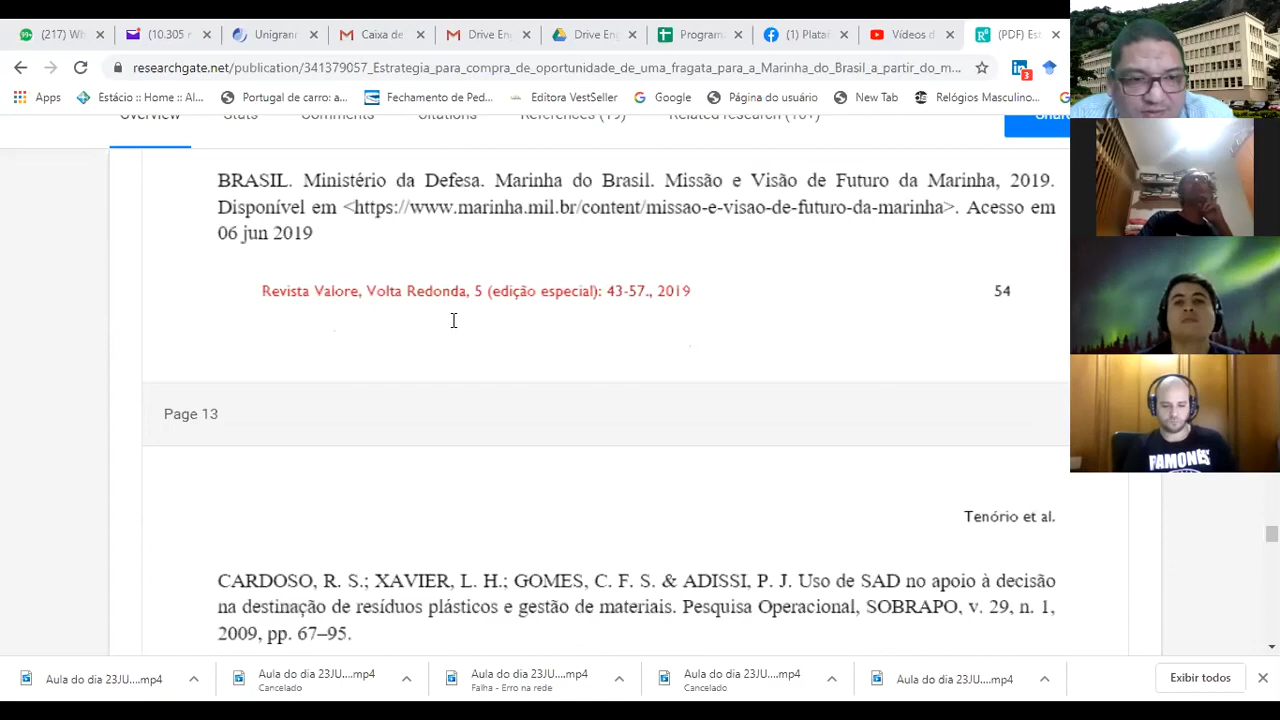 (217) Wh
(10.305 r
Unigranr
Caixa de
Drive En
Drive En
Program
(1) Plata
Vídeos d
(PDF) Est
researchgate.net/publication/341379057_Estrategia_para_compra_de_oportunidade_de_uma_fragata_para_a_Marinha_do_Brasil_a_partir_do_m...
3
Apps
Estácio :: Home :: Al...
Portugal de carro: a...
Fechamento de Ped...
Editora VestSeller
Google
Página do usuário
New Tab
Relógios Masculino...
Overview
Stats
Comments
Citations
References (19)
Related research (10+)
Share
BRASIL. Ministério da Defesa. Marinha do Brasil. Missão e Visão de Futuro da Marinha, 2019.
Disponível em <https://www.marinha.mil.br/content/missao-e-visao-de-futuro-da-marinha>. Acesso em
06 jun 2019
Revista Valore, Volta Redonda, 5 (edição especial): 43-57., 2019
54
Page 13
Tenório et al.
CARDOSO, R. S.; XAVIER, L. H.; GOMES, C. F. S. & ADISSI, P. J. Uso de SAD no apoio à decisão
na destinação de resíduos plásticos e gestão de materiais. Pesquisa Operacional, SOBRAPO, v. 29, n. 1,
2009, pp. 67–95.
FAMONES
Aula do dia 23JU....mp4
Aula do dia 23JU....mp4
Cancelado
Aula do dia 23JU....mp4
Falha - Erro na rede
Aula do dia 23JU....mp4
Cancelado
Aula do dia 23JU....mp4
Exibir todos